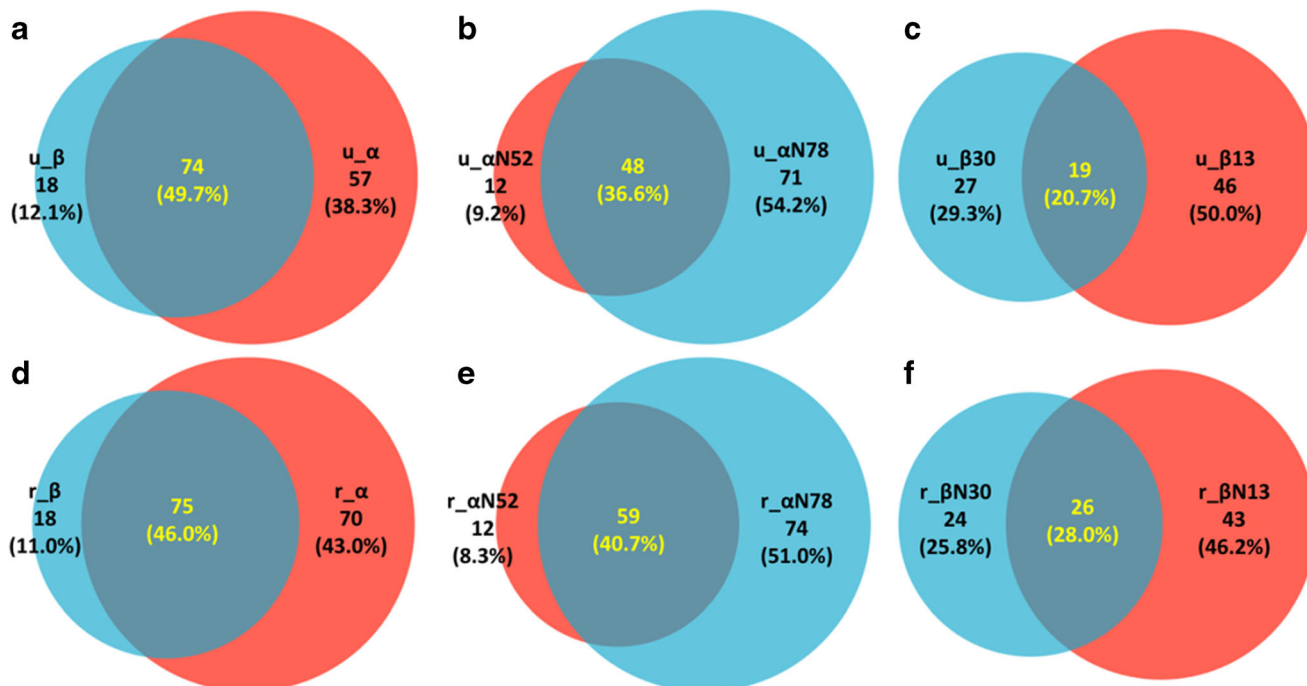 a
u_β
18
(12.1%)
74
(49.7%)
u_α
57
(38.3%)
b
u_αN52
12
(9.2%)
48
(36.6%)
u_αN78
71
(54.2%)
c
u_β30
27
(29.3%)
19
(20.7%)
u_β13
46
(50.0%)
d
r_β
18
(11.0%)
75
(46.0%)
r_α
70
(43.0%)
e
r_αN52
12
(8.3%)
59
(40.7%)
r_αN78
74
(51.0%)
f
r_βN30
24
(25.8%)
26
(28.0%)
r_βN13
43
(46.2%)